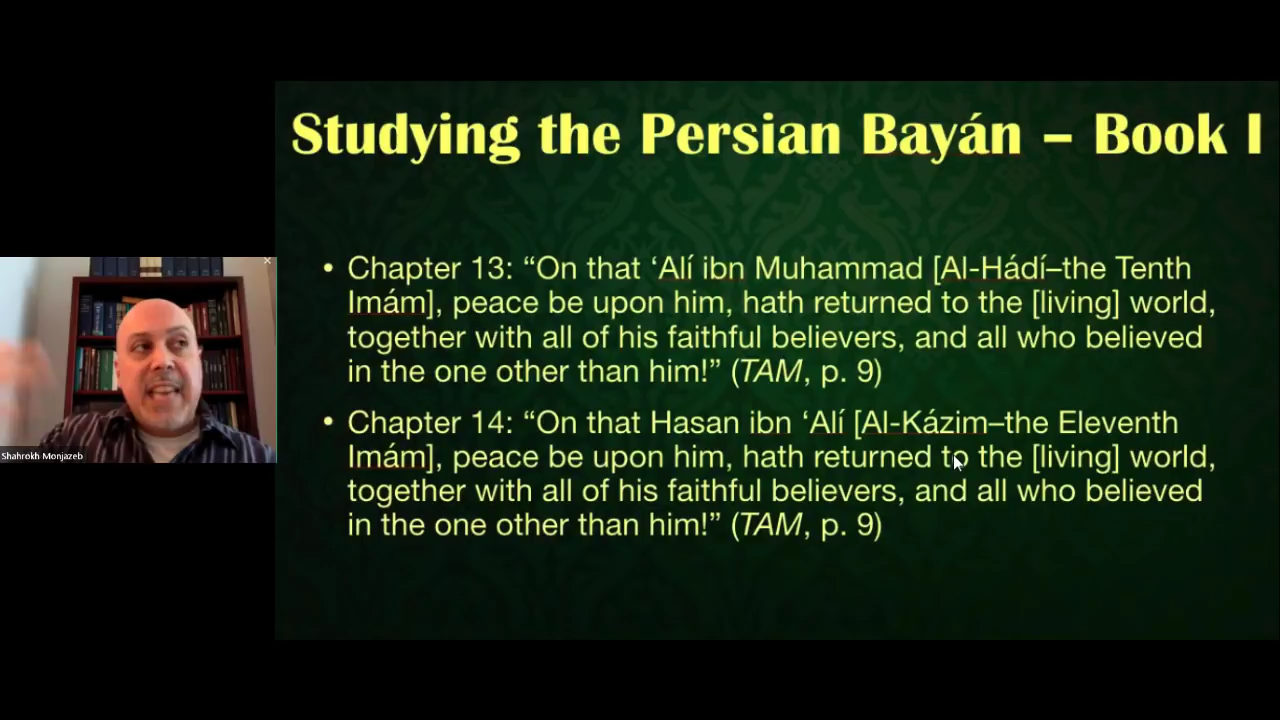 Studying the Persian Bayán – Book I
• Chapter 13: “On that ‘Alí ibn Muhammad [Al-Hádí–the Tenth
Imám], peace be upon him, hath returned to the [living] world,
together with all of his faithful believers, and all who believed
in the one other than him!” (TAM, p. 9)
• Chapter 14: “On that Hasan ibn ‘Alí [Al-Kázim–the Eleventh
Imám], peace be upon him, hath returned to the [living] world,
together with all of his faithful believers, and all who believed
in the one other than him!” (TAM, p. 9)
Shahrokh Monjazeb